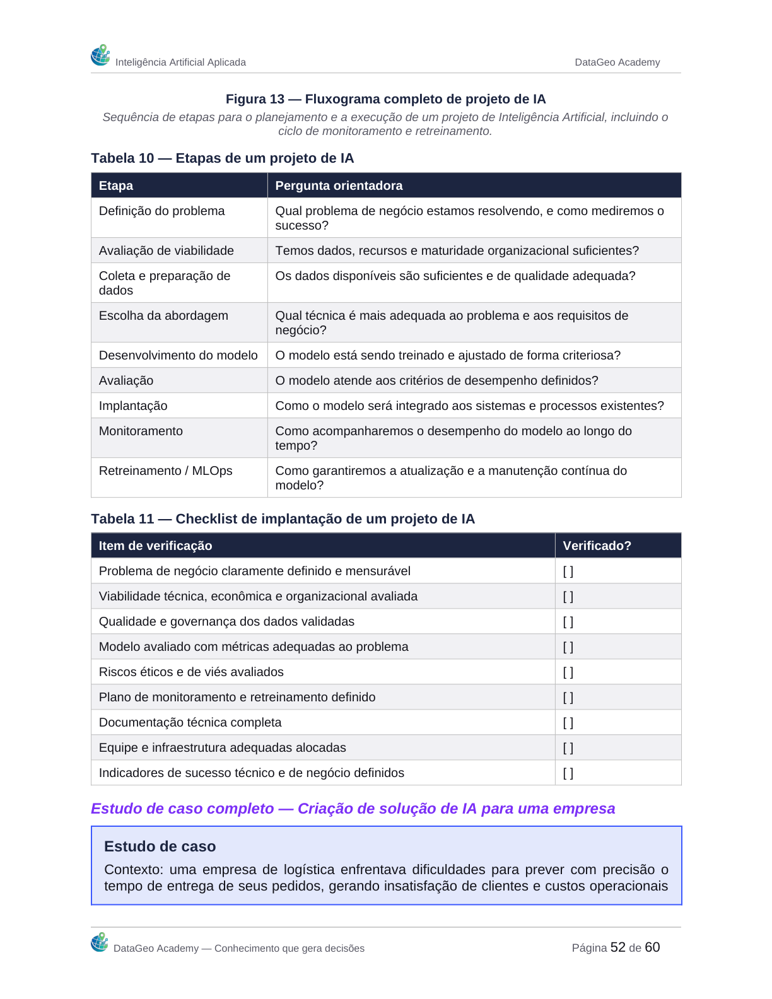 Inteligência Artificial Aplicada DataGeo Academy
Figura 13 — Fluxograma completo de projeto de IA
Sequência de etapas para o planejamento e a execução de um projeto de Inteligência Artificial, incluindo o
ciclo de monitoramento e retreinamento.
Tabela 10 — Etapas de um projeto de IA
Etapa Pergunta orientadora
Definição do problema Qual problema de negócio estamos resolvendo, e como mediremos o
sucesso?
Avaliação de viabilidade Temos dados, recursos e maturidade organizacional suficientes?
Coleta e preparação de Os dados disponíveis são suficientes e de qualidade adequada?
dados
Escolha da abordagem Qual técnica é mais adequada ao problema e aos requisitos de
negócio?
Desenvolvimento do modelo O modelo está sendo treinado e ajustado de forma criteriosa?
Avaliação O modelo atende aos critérios de desempenho definidos?
Implantação Como o modelo será integrado aos sistemas e processos existentes?
Monitoramento Como acompanharemos o desempenho do modelo ao longo do
tempo?
Retreinamento / MLOps Como garantiremos a atualização e a manutenção contínua do
modelo?
Tabela 11 — Checklist de implantação de um projeto de IA
Item de verificação Verificado?
Problema de negócio claramente definido e mensurável [ ]
Viabilidade técnica, econômica e organizacional avaliada [ ]
Qualidade e governança dos dados validadas [ ]
Modelo avaliado com métricas adequadas ao problema [ ]
Riscos éticos e de viés avaliados [ ]
Plano de monitoramento e retreinamento definido [ ]
Documentação técnica completa [ ]
Equipe e infraestrutura adequadas alocadas [ ]
Indicadores de sucesso técnico e de negócio definidos [ ]
Estudo de caso completo — Criação de solução de IA para uma empresa
Estudo de caso
Contexto: uma empresa de logística enfrentava dificuldades para prever com precisão o
tempo de entrega de seus pedidos, gerando insatisfação de clientes e custos operacionais
DataGeo Academy — Conhecimento que gera decisões Página 52 de 60